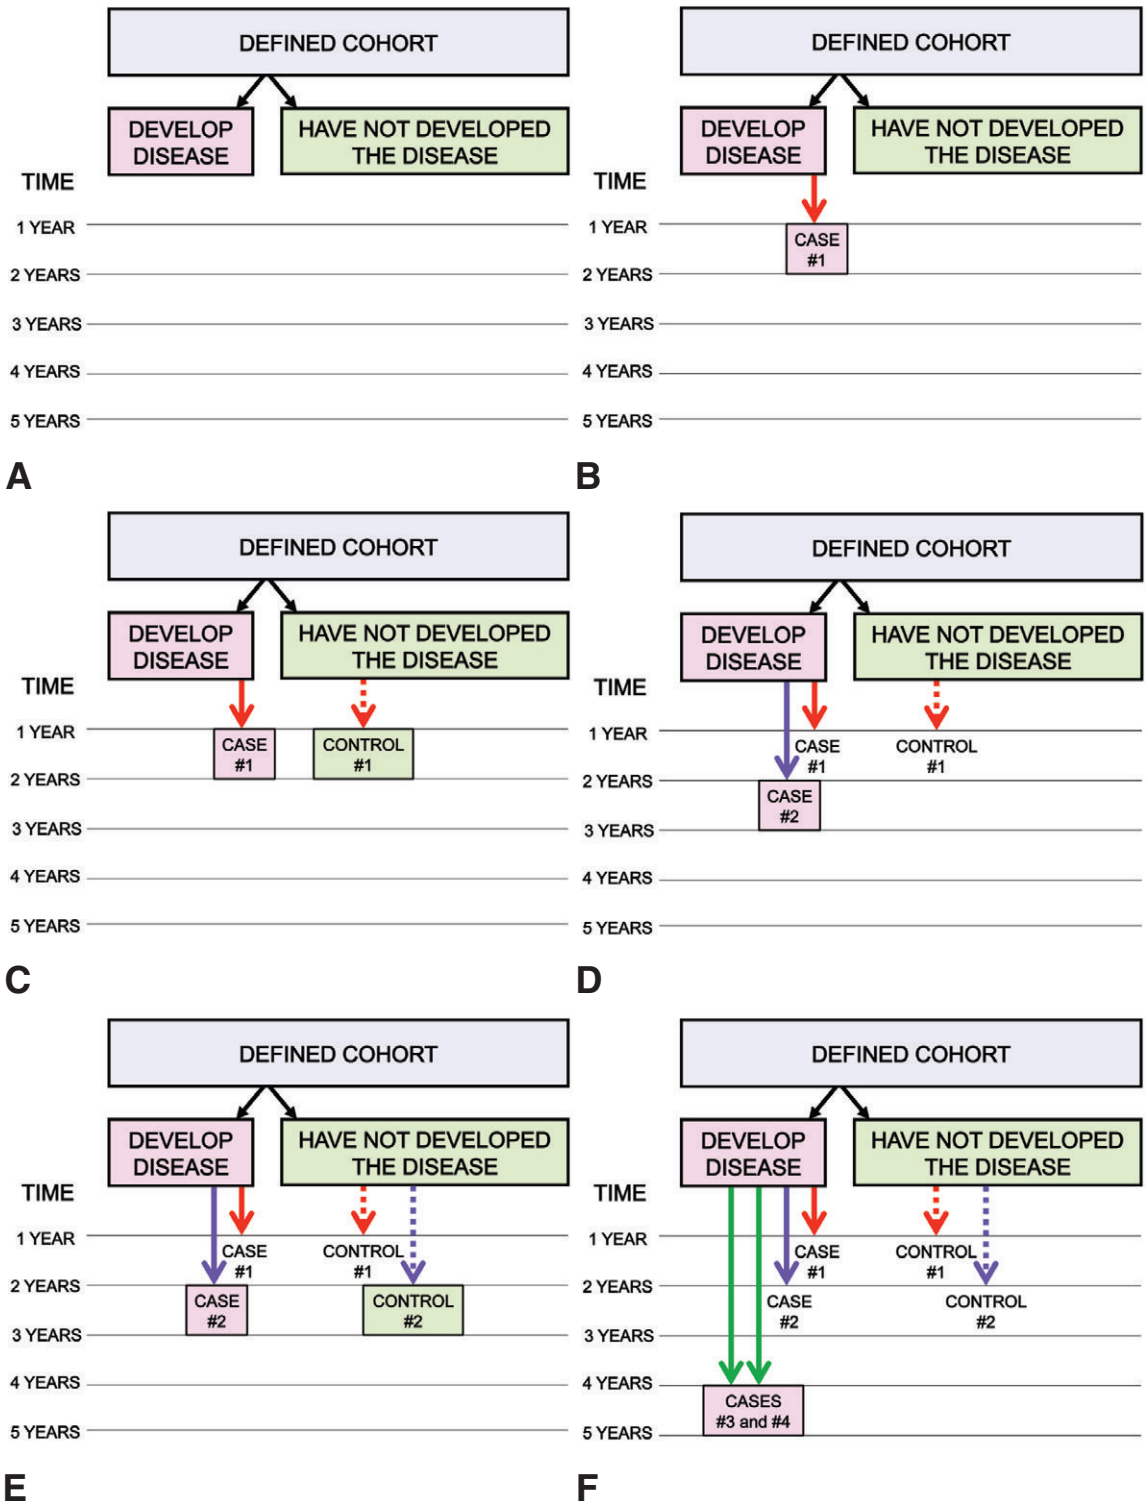 DEFINED COHORT
DEVELOP
DISEASE
HAVE NOT DEVELOPED
THE DISEASE
TIME
1 YEAR
2 YEARS
3 YEARS
4 YEARS
5 YEARS
A
DEFINED COHORT
DEVELOP
DISEASE
HAVE NOT DEVELOPED
THE DISEASE
TIME
1 YEAR
CASE
#1
2 YEARS
3 YEARS
4 YEARS
5 YEARS
B
DEFINED COHORT
DEVELOP
DISEASE
HAVE NOT DEVELOPED
THE DISEASE
TIME
1 YEAR
CASE
#1
CONTROL
#1
2 YEARS
3 YEARS
4 YEARS
5 YEARS
C
DEFINED COHORT
DEVELOP
DISEASE
HAVE NOT DEVELOPED
THE DISEASE
TIME
1 YEAR
CASE
#1
CONTROL
#1
2 YEARS
CASE
#2
3 YEARS
4 YEARS
5 YEARS
D
DEFINED COHORT
DEVELOP
DISEASE
HAVE NOT DEVELOPED
THE DISEASE
TIME
1 YEAR
CASE
#1
CONTROL
#1
2 YEARS
CASE
#2
CONTROL
#2
3 YEARS
4 YEARS
5 YEARS
E
DEFINED COHORT
DEVELOP
DISEASE
HAVE NOT DEVELOPED
THE DISEASE
TIME
1 YEAR
CASE
#1
CONTROL
#1
2 YEARS
CASE
#2
CONTROL
#2
3 YEARS
4 YEARS
CASES
#3 and #4
5 YEARS
F